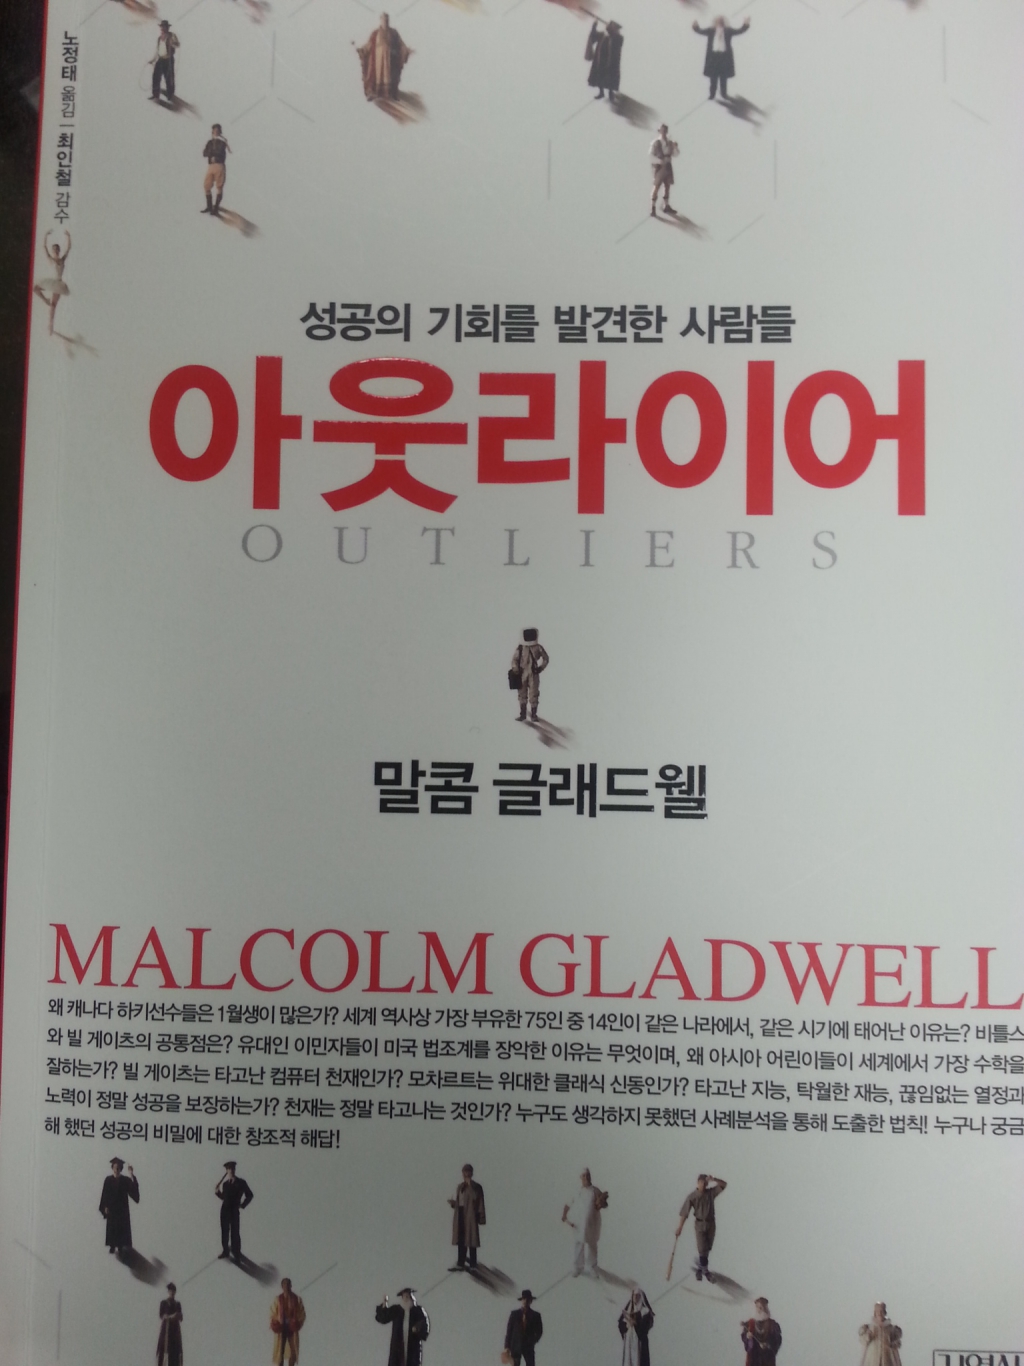 노정태 옮김 | 최인철 감수
성공의 기회를 발견한 사람들
아웃라이어
OUTLIERS
말콤 글래드웰
MALCOLM GLADWELL
왜 캐나다 하키선수들은 1월생이 많은가? 세계 역사상 가장 부유한 75인 중 14인이 같은 나라에서, 같은 시기에 태어난 이유는? 비틀스
와 빌 게이츠의 공통점은? 유대인 이민자들이 미국 법조계를 장악한 이유는 무엇이며, 왜 아시아 어린이들이 세계에서 가장 수학을
잘하는가? 빌 게이츠는 타고난 컴퓨터 천재인가? 모차르트는 위대한 클래식 신동인가? 타고난 지능, 탁월한 재능, 끊임없는 열정과
노력이 정말 성공을 보장하는가? 천재는 정말 타고나는 것인가? 누구도 생각하지 못했던 사례분석을 통해 도출한 법칙! 누구나 궁금
해 했던 성공의 비밀에 대한 창조적 해답!